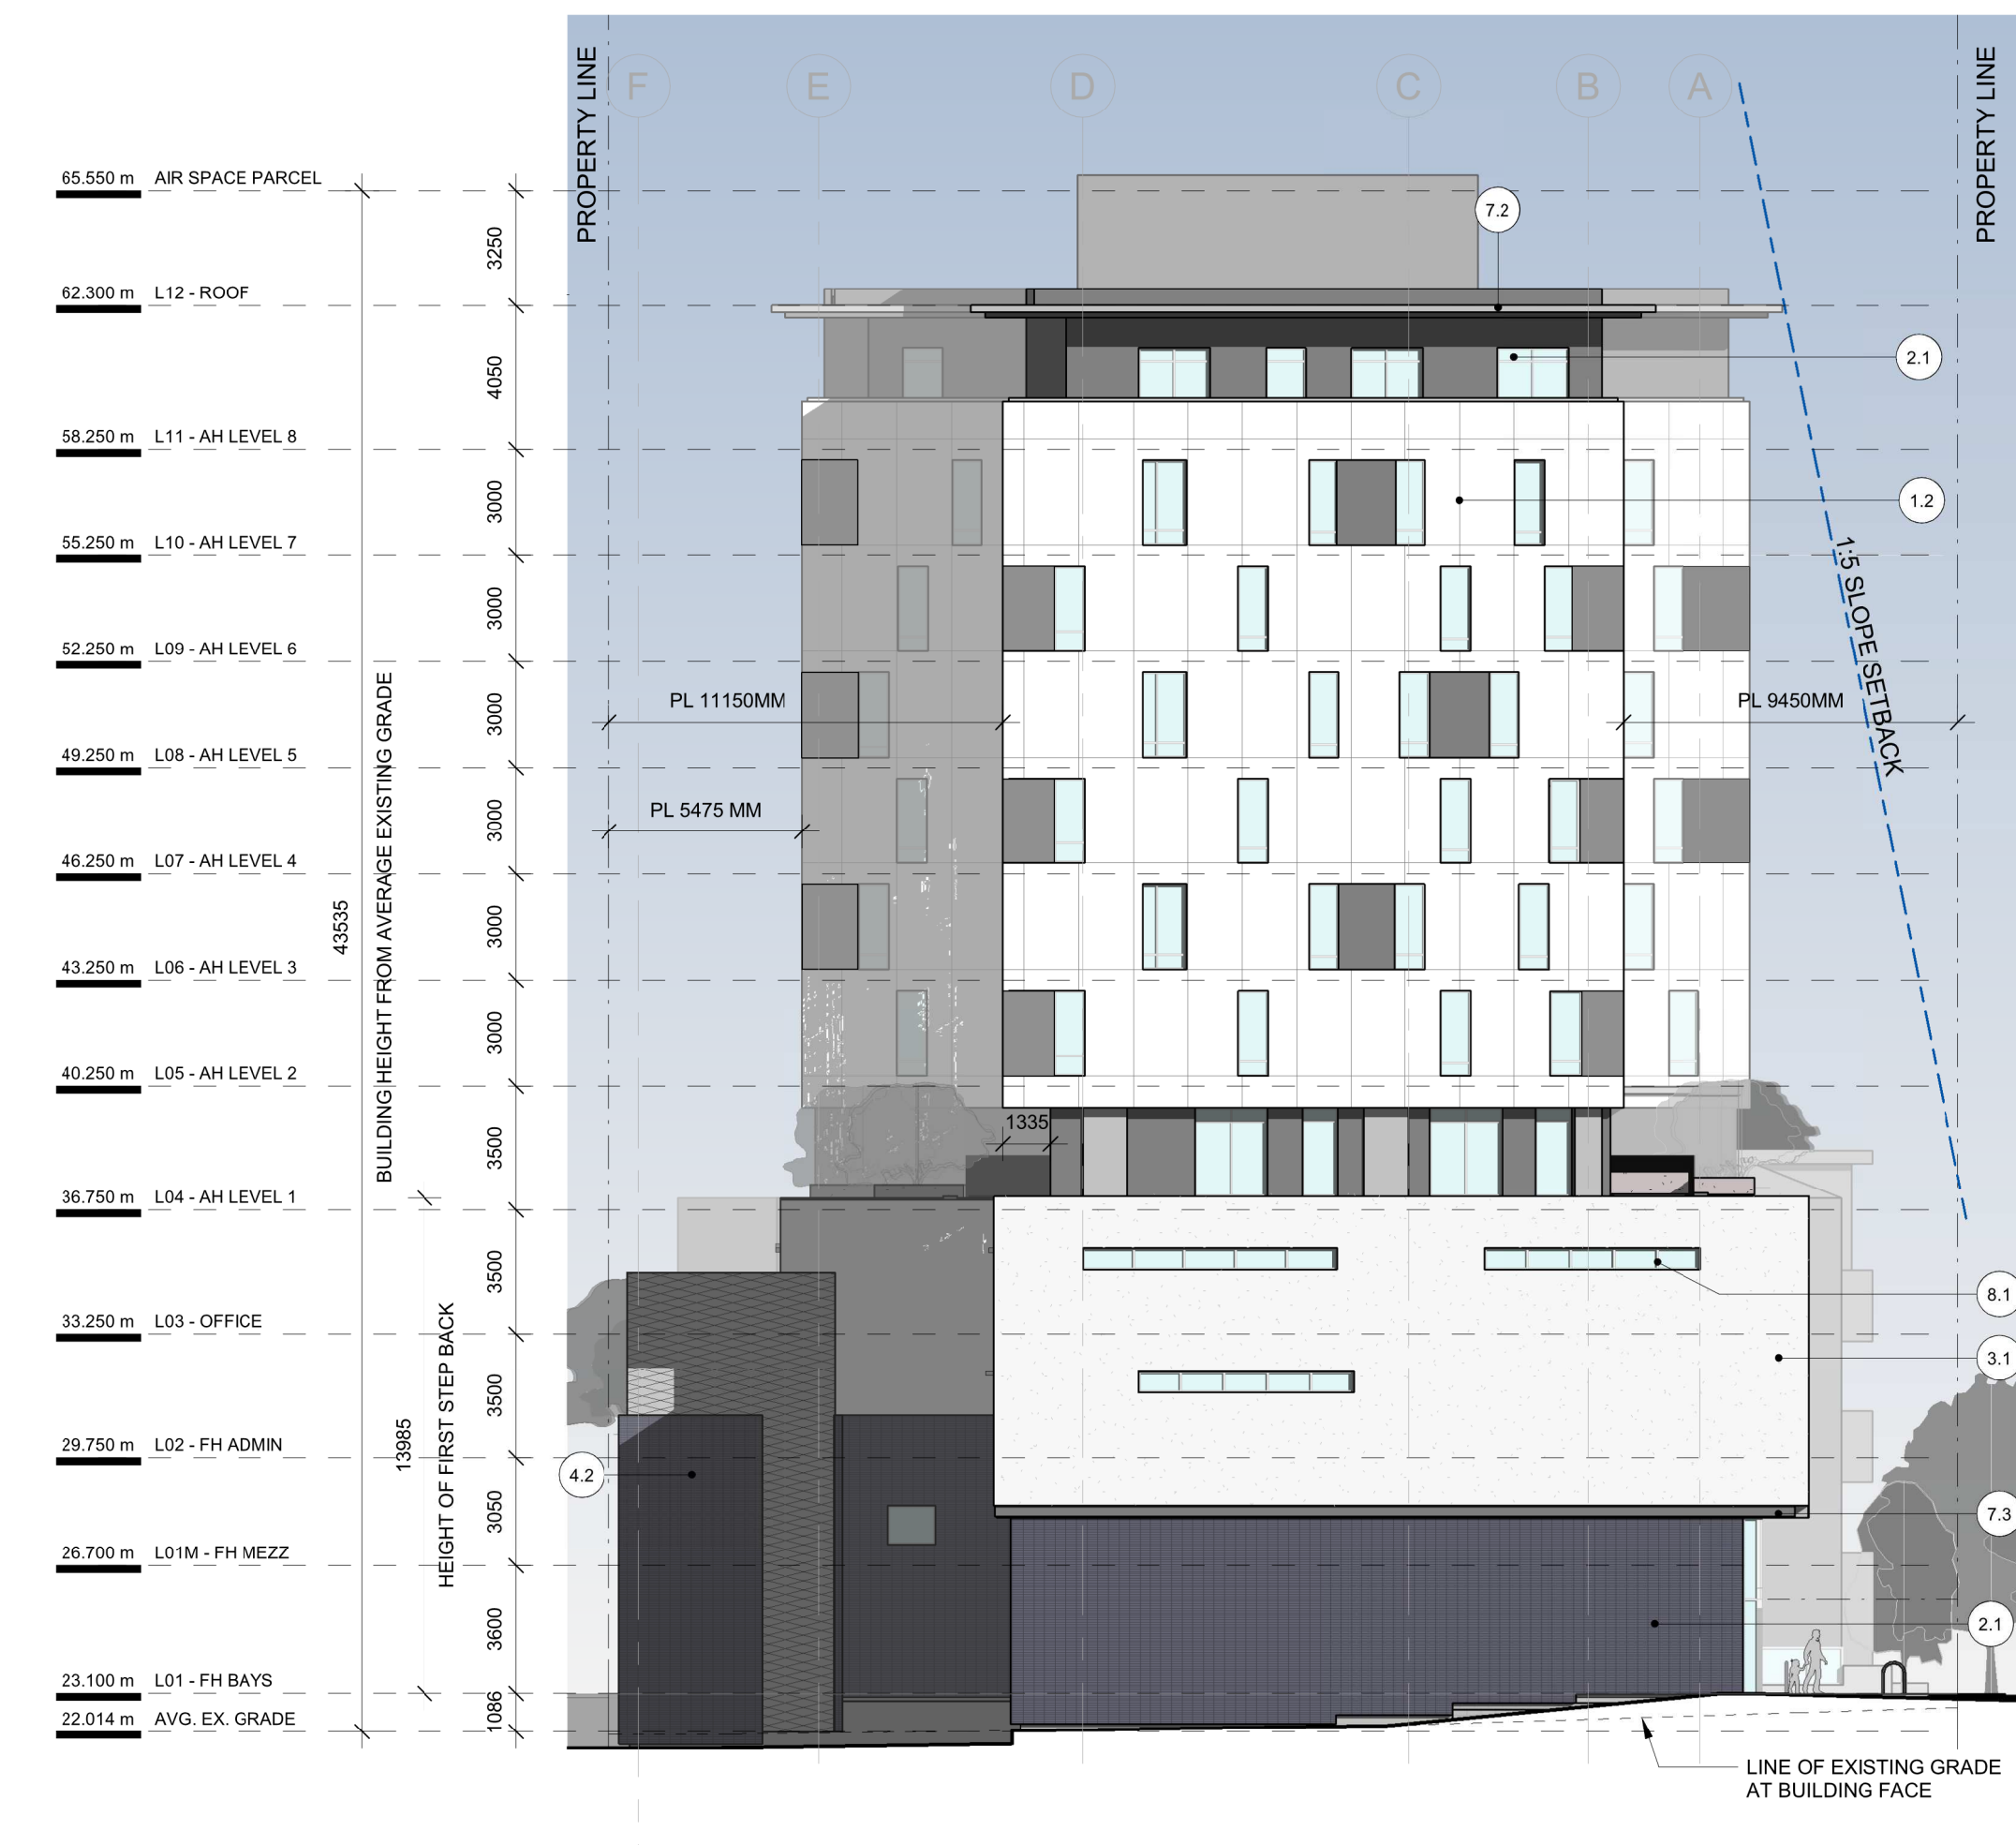 PROPERTY LINE
F
E
D
C
B
A
PROPERTY LINE
65.550 m AIR SPACE PARCEL
7.2
3250
62.300 m L12 - ROOF
4050
2.1
58.250 m L11 - AH LEVEL 8
3000
1.2
55.250 m L10 - AH LEVEL 7
1:5 SLOPE SETBACK
3000
52.250 m L09 - AH LEVEL 6
3000
PL 11150MM
PL 9450MM
49.250 m L08 - AH LEVEL 5
3000
PL 5475 MM
46.250 m L07 - AH LEVEL 4
43535
BUILDING HEIGHT FROM AVERAGE EXISTING GRADE
3000
43.250 m L06 - AH LEVEL 3
3000
40.250 m L05 - AH LEVEL 2
3500
1335
36.750 m L04 - AH LEVEL 1
3500
8.1
33.250 m L03 - OFFICE
3.1
3500
13985
HEIGHT OF FIRST STEP BACK
29.750 m L02 - FH ADMIN
4.2
3050
7.3
26.700 m L01M - FH MEZZ
3600
2.1
23.100 m L01 - FH BAYS
1086
22.014 m AVG. EX. GRADE
LINE OF EXISTING GRADE
AT BUILDING FACE